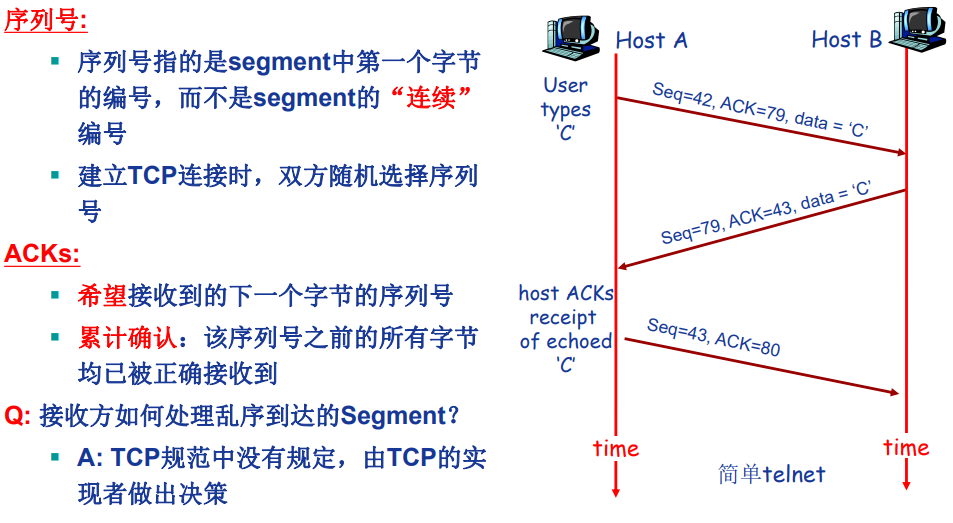 序列号:
▪ 序列号指的是segment中第一个字节
的编号，而不是segment的“连续”
编号
▪ 建立TCP连接时，双方随机选择序列
号
ACKs:
▪ 希望接收到的下一个字节的序列号
▪ 累计确认：该序列号之前的所有字节
均已被正确接收到
Q: 接收方如何处理乱序到达的Segment？
▪ A: TCP规范中没有规定，由TCP的实
现者做出决策
Host A
Host B
User
types
‘C’
Seq=42, ACK=79, data = ‘C’
Seq=79, ACK=43, data = ‘C’
host ACKs
receipt
of echoed
‘C’
Seq=43, ACK=80
time
time
简单telnet